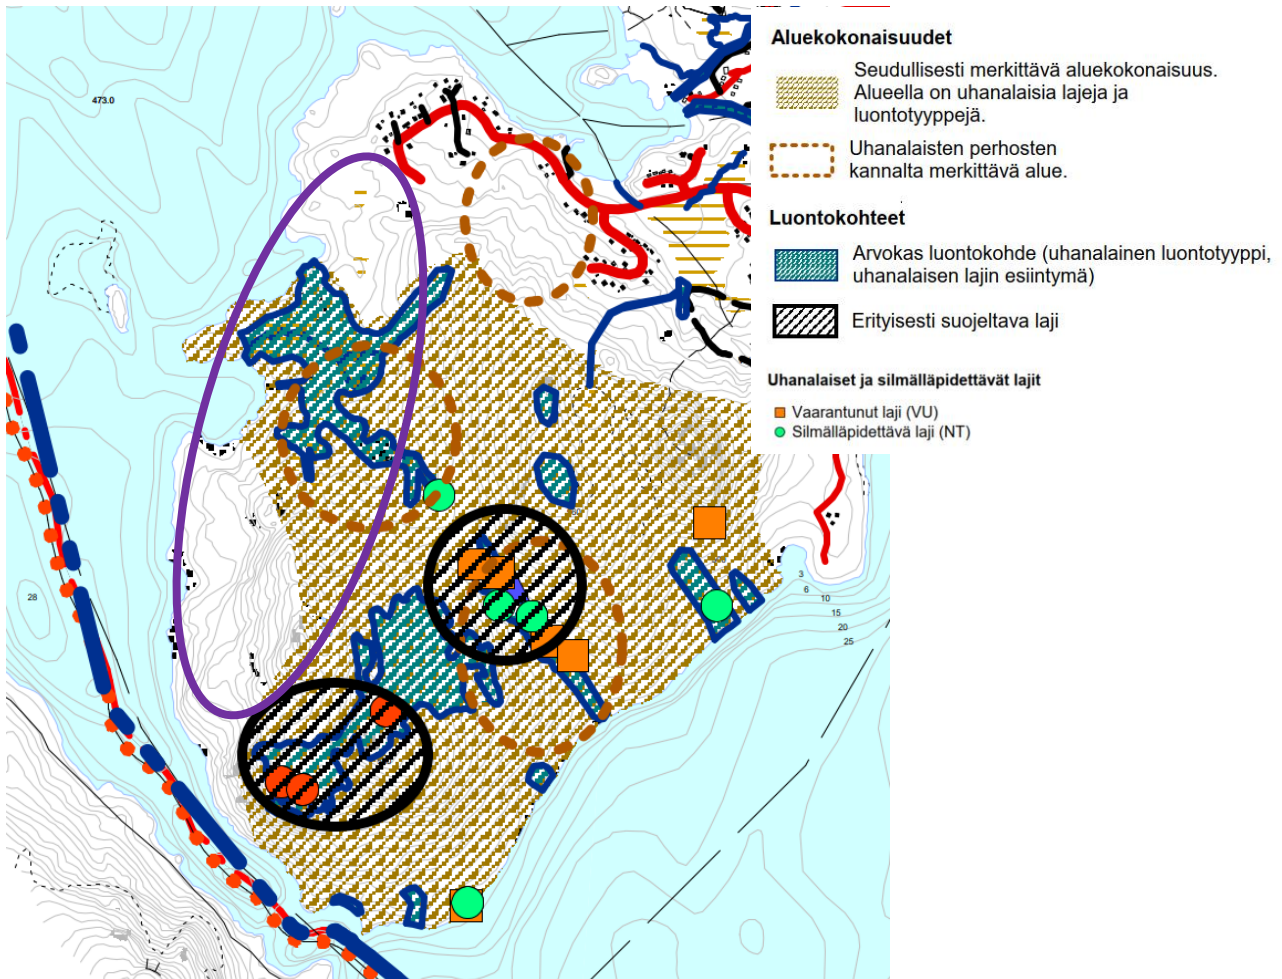 Aluekokonaisuudet
Seudullisesti merkittävä aluekokonaisuus.
Alueella on uhanalaisia lajeja ja
luontotyyppejä.
Uhanalaisten perhosten
kannalta merkittävä alue.
Luontokohteet
Arvokas luontokohde (uhanalainen luontotyyppi,
uhanalaisen lajin esiintymä)
Erityisesti suojeltava laji
Uhanalaiset ja silmälläpidettävät lajit
Vaarantunut laji (VU)
Silmälläpidettävä laji (NT)
473.0
28
3
6
10
15
20
25